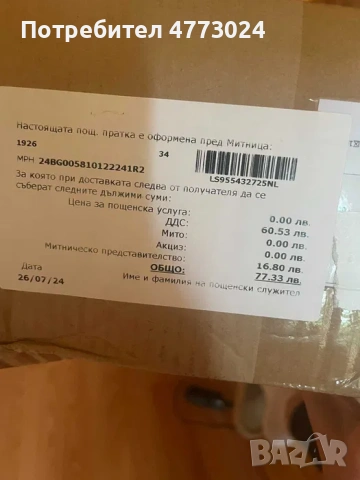 Потребител 4773024
Настоящата пощ. пратка е оформена пред Митница:
1926
34
МРН: 24BG005810122241R2
LS955432725NL
За която при доставката следва от получателя да се
съберат следните дължими суми:
Цена за пощенска услуга: 0.00 лв.
ДДС: 60.53 лв.
Мито: 0.00 лв.
Акциз: 0.00 лв.
Митническо представителство: 16.80 лв.
ОБЩО: 77.33 лв.
Дата
Име и фамилия на пощенски служител
26/07/24
BAZAR